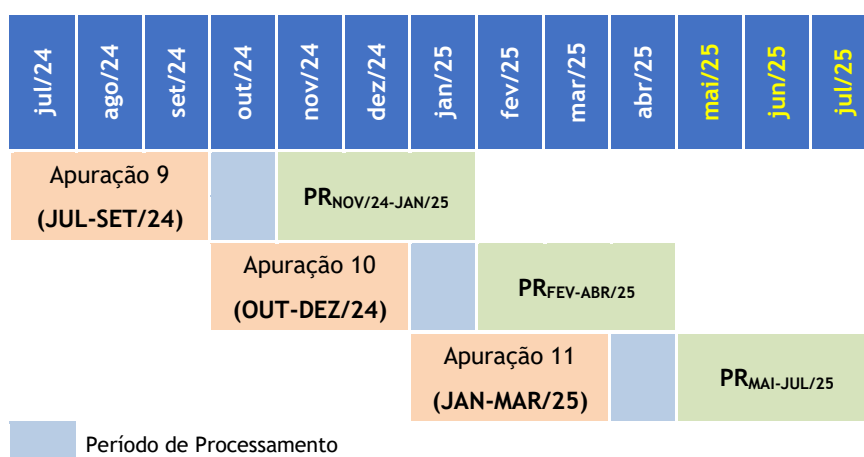 jul/24
ago/24
set/24
out/24
nov/24
dez/24
jan/25
fev/25
mar/25
abr/25
mai/25
jun/25
jul/25
Apuração 9
(JUL-SET/24)
PRNOV/24-JAN/25
Apuração 10
(OUT-DEZ/24)
PRFEV-ABR/25
Apuração 11
(JAN-MAR/25)
PRMAI-JUL/25
Período de Processamento